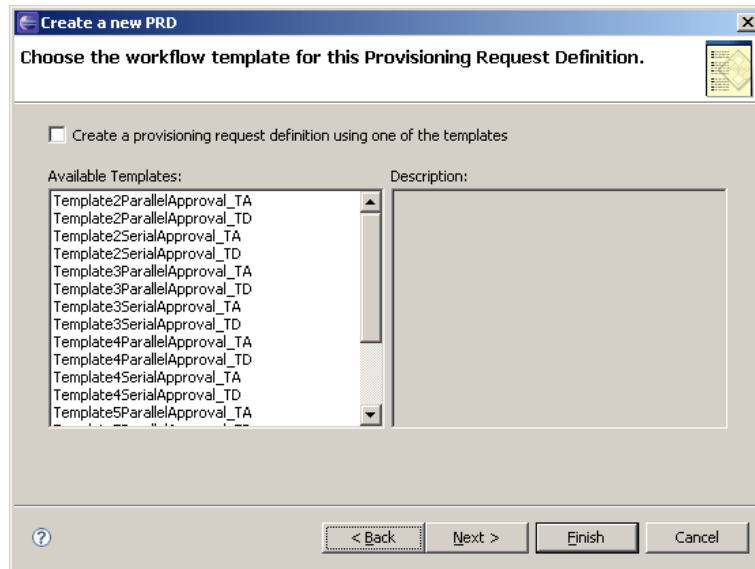 Create a new PRD
Choose the workflow template for this Provisioning Request Definition.
Create a provisioning request definition using one of the templates
Available Templates:
Description:
Template2ParallelApproval_TA
Template2ParallelApproval_TD
Template2SerialApproval_TA
Template2SerialApproval_TD
Template3ParallelApproval_TA
Template3ParallelApproval_TD
Template3SerialApproval_TA
Template3SerialApproval_TD
Template4ParallelApproval_TA
Template4ParallelApproval_TD
Template4SerialApproval_TA
Template4SerialApproval_TD
Template5ParallelApproval_TA
< Back
Next >
Finish
Cancel